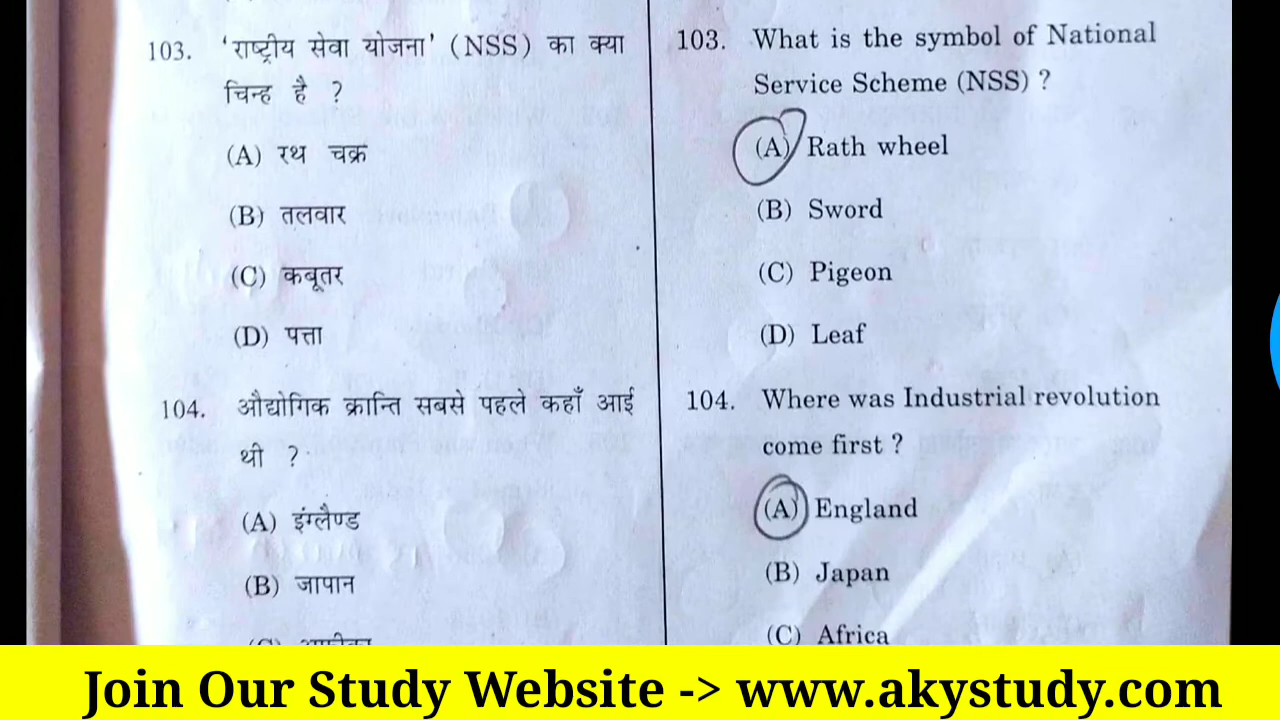 103. 'राष्ट्रीय सेवा योजना' (NSS) का क्या
चिन्ह है ?
(A) रथ चक्र
(B) तलवार
(C) कबूतर
(D) पत्ता
104. औद्योगिक क्रान्ति सबसे पहले कहाँ आई
थी ?
(A) इंग्लैण्ड
(B) जापान
103. What is the symbol of National
Service Scheme (NSS) ?
(A) Rath wheel
(B) Sword
(C) Pigeon
(D) Leaf
104. Where was Industrial revolution
come first ?
(A) England
(B) Japan
(C) Africa
Join Our Study Website -> www.akystudy.com